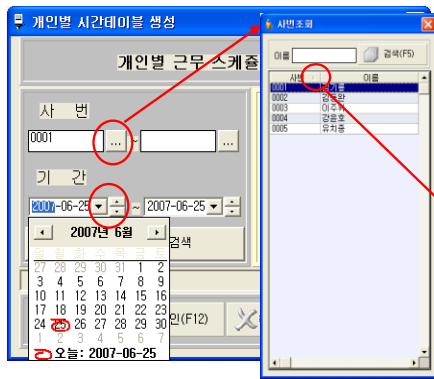 개인별 시간테이블 생성
개인별 근무 스케쥴
사 번
0001 ... ~ ...
기 간
2007-06-25 ~ 2007-06-25
검색
2007년 6월
27 28 29 30 31 1 2
3 4 5 6 7 8 9
10 11 12 13 14 15 16
17 18 19 20 21 22 23
24 25 26 27 28 29 30
1 2 3 4 5 6 7
오늘: 2007-06-25
인(F12)
사번조회
이름 검색(F5)
사번 이름
0001
0002
0003
0004 강은호
0005 유치종